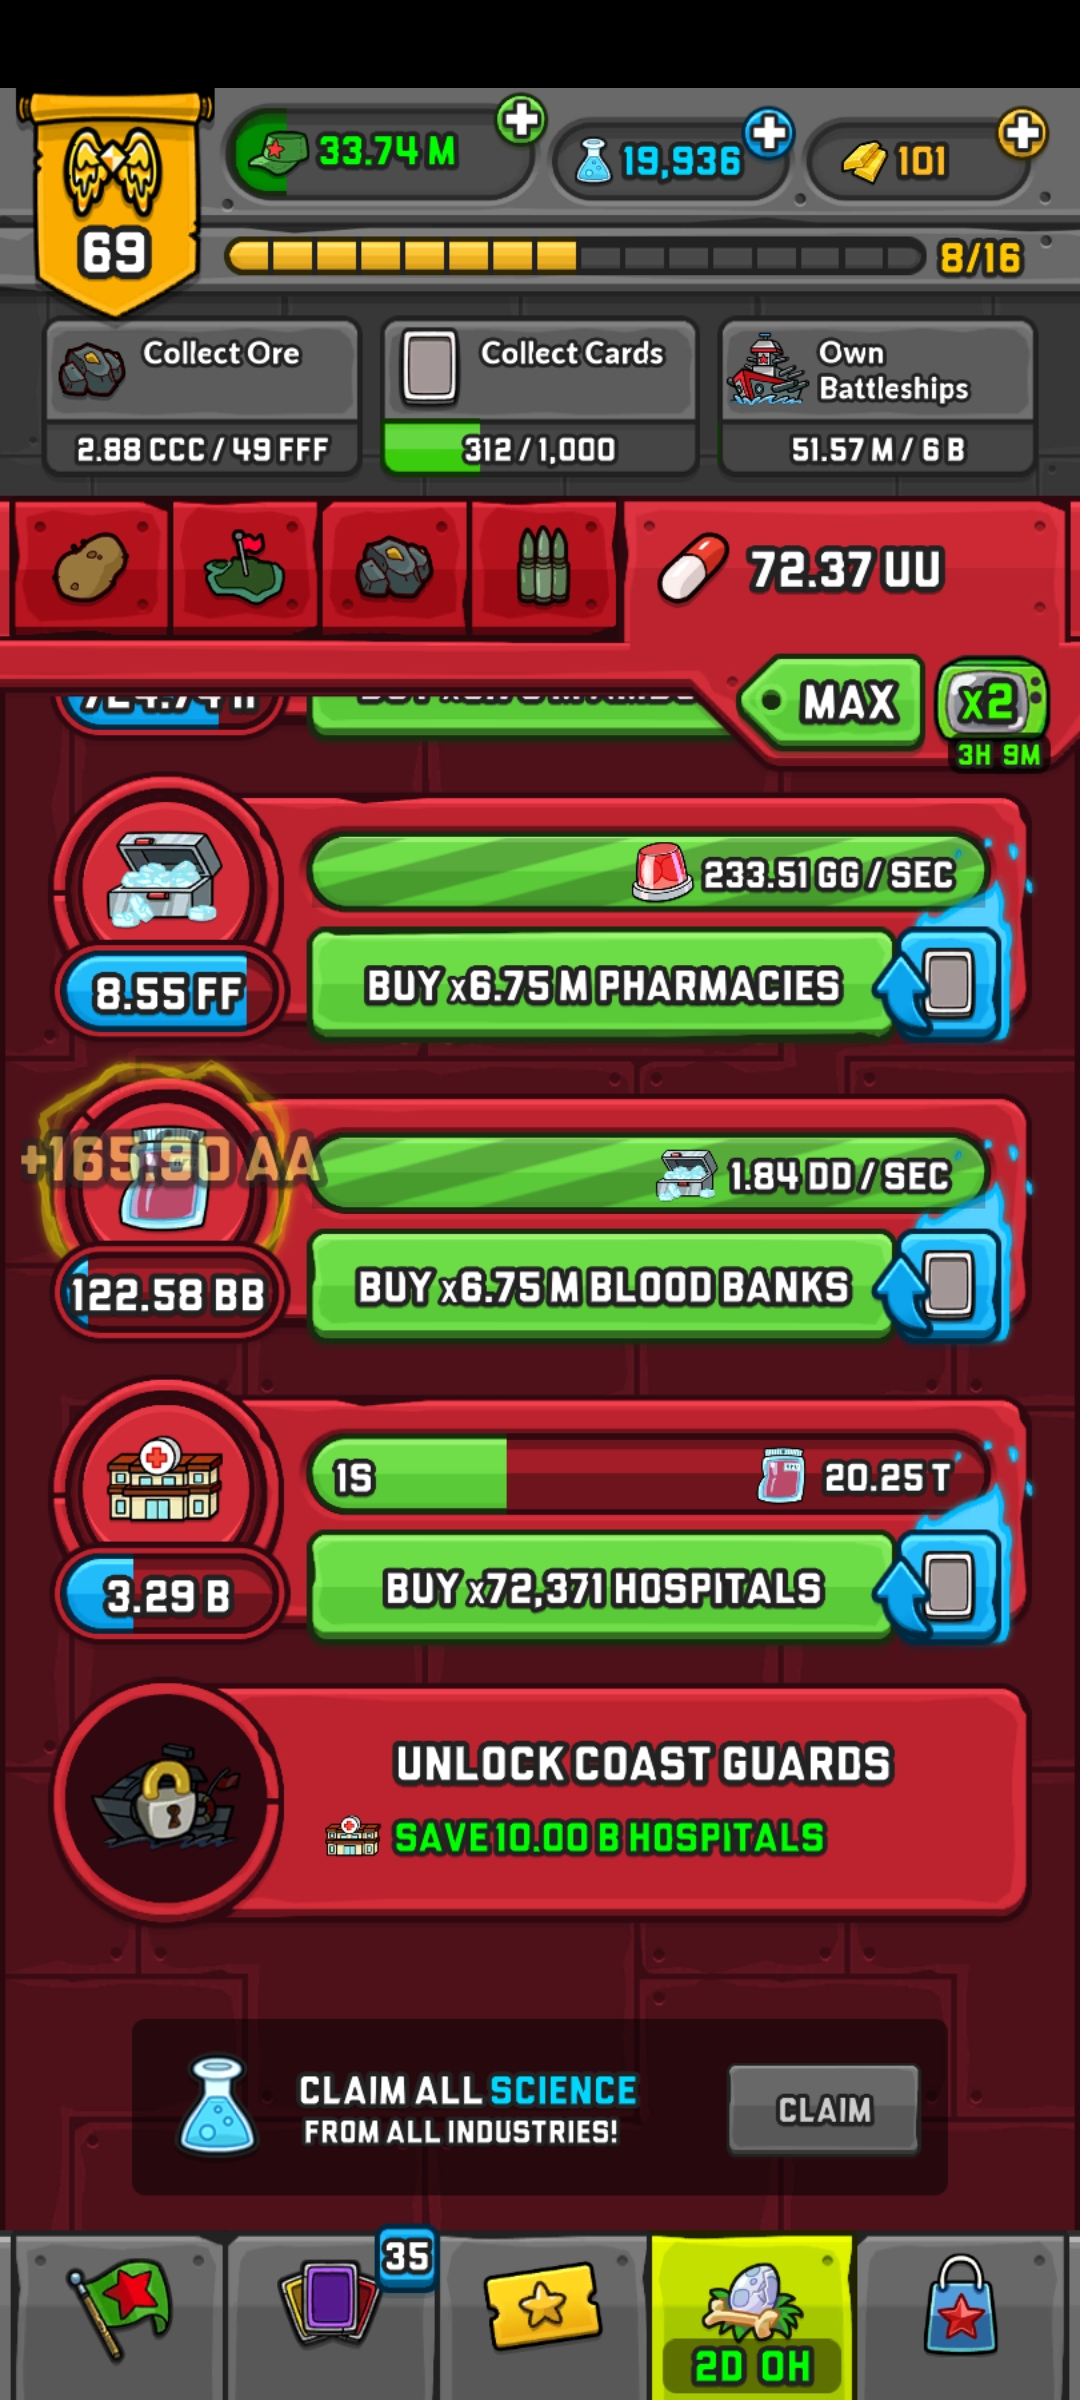 33.74 M
19,936
101
69
8/16
Collect Ore
2.88 CCC / 49 FFF
Collect Cards
312 / 1,000
Own
Battleships
51.57 M / 6 B
72.37 UU
MAX
x2
3H 9M
233.51 GG / SEC
8.55 FF
BUY x6.75 M PHARMACIES
+165.90 AA
1.84 DD / SEC
122.58 BB
BUY x6.75 M BLOOD BANKS
1S
20.25 T
3.29 B
BUY x72,371 HOSPITALS
UNLOCK COAST GUARDS
SAVE 10.00 B HOSPITALS
CLAIM ALL SCIENCE
FROM ALL INDUSTRIES!
CLAIM
35
2D 0H